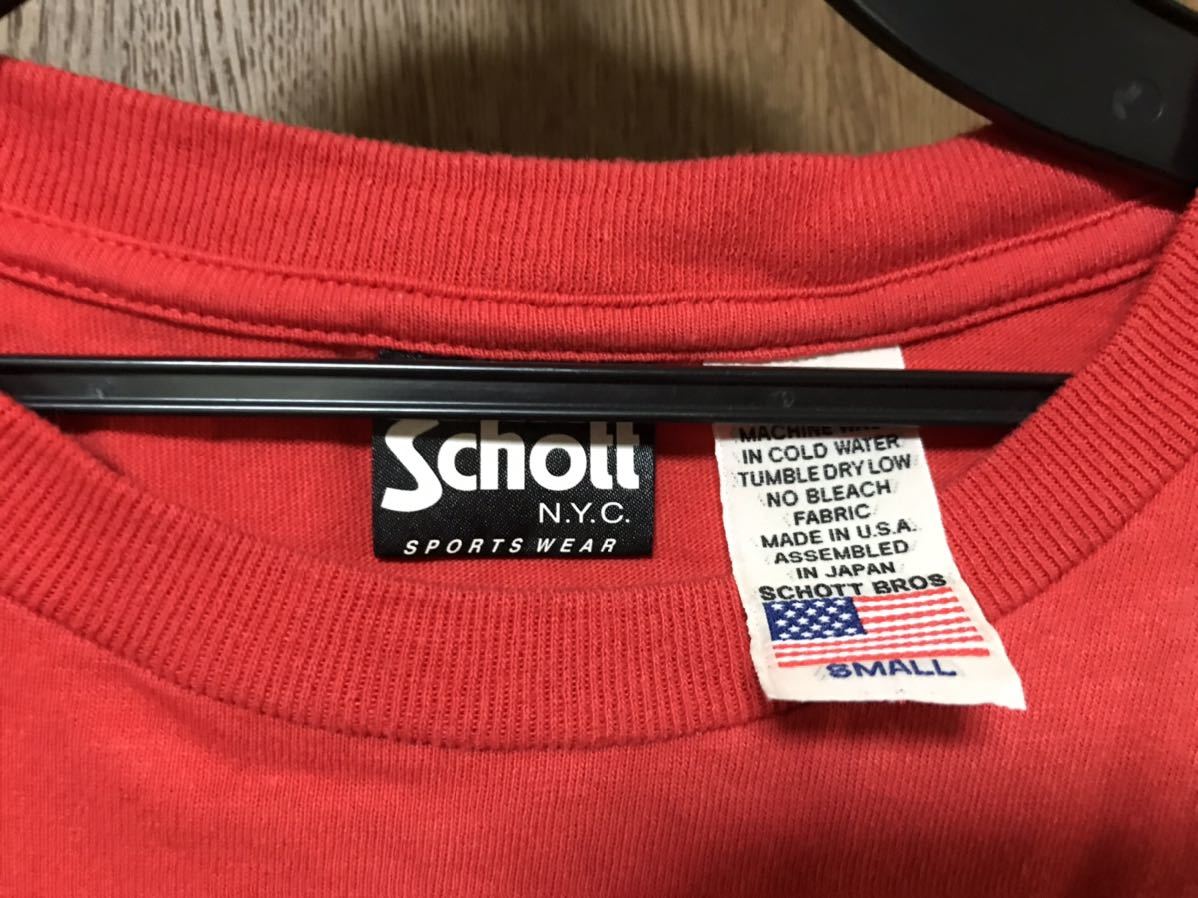 Schott
N.Y.C.
SPORTS WEAR
MACHINE
IN COLD WATER
TUMBLE DRY LOW
NO BLEACH
FABRIC
MADE IN U.S.A.
ASSEMBLED
IN JAPAN
SCHOTT BROS
SMALL